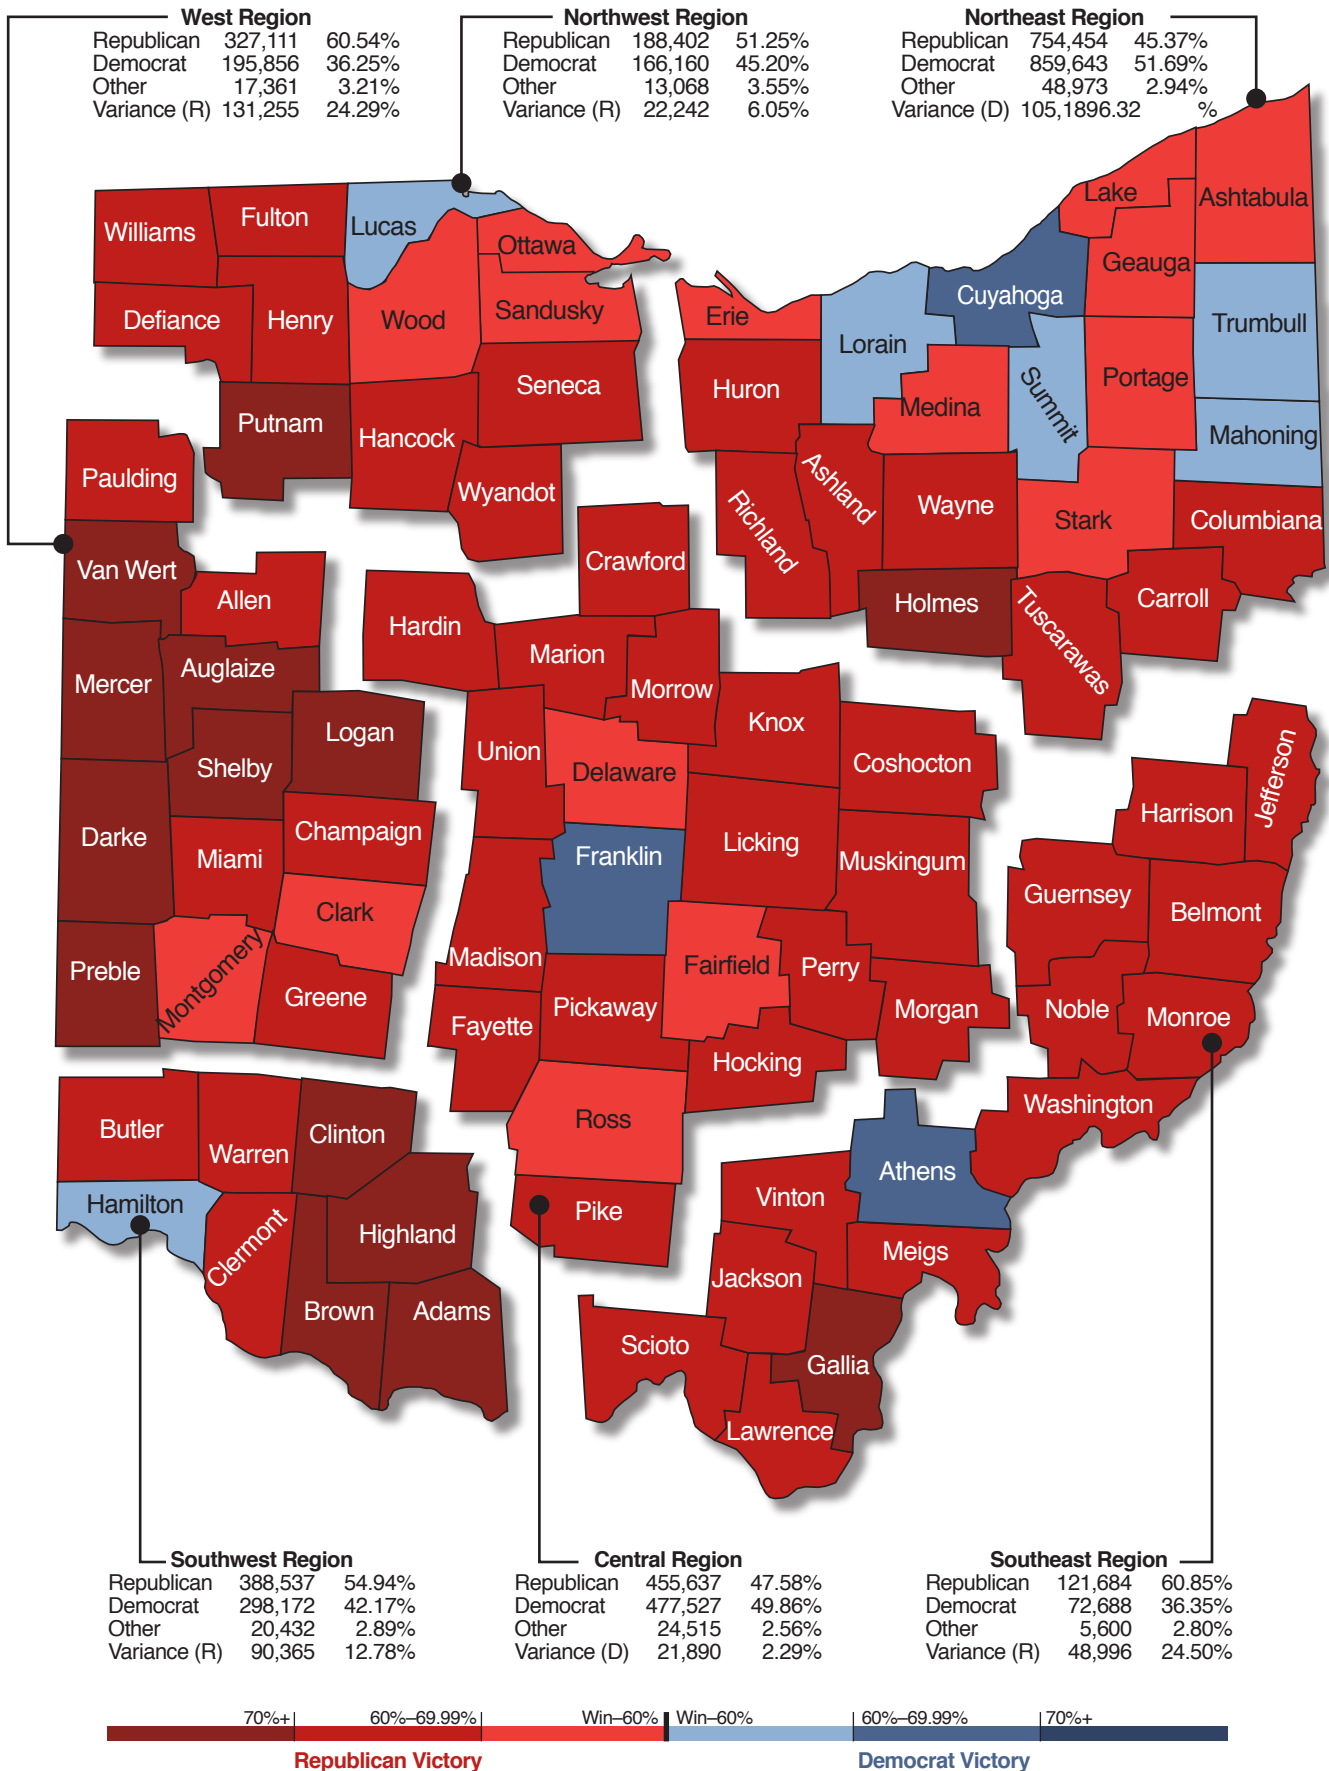 West Region
Republican 327,111 60.54%
Democrat 195,856 36.25%
Other 17,361 3.21%
Variance (R) 131,255 24.29%
Northwest Region
Republican 188,402 51.25%
Democrat 166,160 45.20%
Other 13,068 3.55%
Variance (R) 22,242 6.05%
Northeast Region
Republican 754,454 45.37%
Democrat 859,643 51.69%
Other 48,973 2.94%
Variance (D) 105,1896.32 %
Williams
Fulton
Lucas
Ottawa
Defiance
Henry
Wood
Sandusky
Putnam
Hancock
Seneca
Wyandot
Lake
Ashtabula
Geauga
Cuyahoga
Erie
Lorain
Trumbull
Huron
Medina
Summit
Portage
Mahoning
Richland
Ashland
Wayne
Stark
Columbiana
Holmes
Tuscarawas
Carroll
Paulding
Van Wert
Allen
Mercer
Auglaize
Logan
Shelby
Darke
Miami
Champaign
Clark
Preble
Montgomery
Greene
Crawford
Hardin
Marion
Morrow
Knox
Union
Delaware
Coshocton
Franklin
Licking
Muskingum
Madison
Fairfield
Perry
Pickaway
Fayette
Morgan
Hocking
Ross
Pike
Jefferson
Harrison
Guernsey
Belmont
Noble
Monroe
Washington
Athens
Vinton
Meigs
Jackson
Scioto
Gallia
Lawrence
Butler
Warren
Clinton
Hamilton
Clermont
Highland
Brown
Adams
Southwest Region
Republican 388,537 54.94%
Democrat 298,172 42.17%
Other 20,432 2.89%
Variance (R) 90,365 12.78%
Central Region
Republican 455,637 47.58%
Democrat 477,527 49.86%
Other 24,515 2.56%
Variance (D) 21,890 2.29%
Southeast Region
Republican 121,684 60.85%
Democrat 72,688 36.35%
Other 5,600 2.80%
Variance (R) 48,996 24.50%
70%+ 60%–69.99% Win–60% Win–60% 60%–69.99% 70%+
Republican Victory Democrat Victory